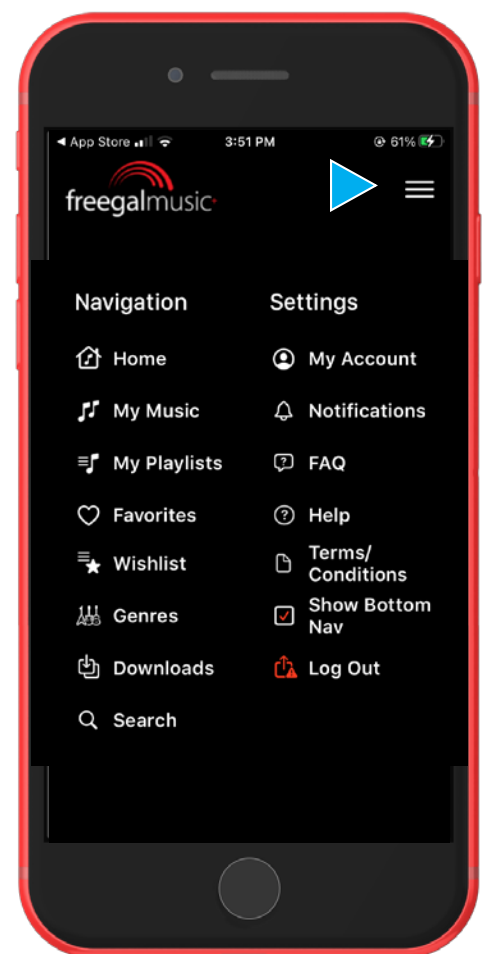 App Store 3:51 PM 61%
freegalmusic
Navigation
Home
My Music
My Playlists
Favorites
Wishlist
Genres
Downloads
Search
Settings
My Account
Notifications
FAQ
Help
Terms/
Conditions
Show Bottom
Nav
Log Out